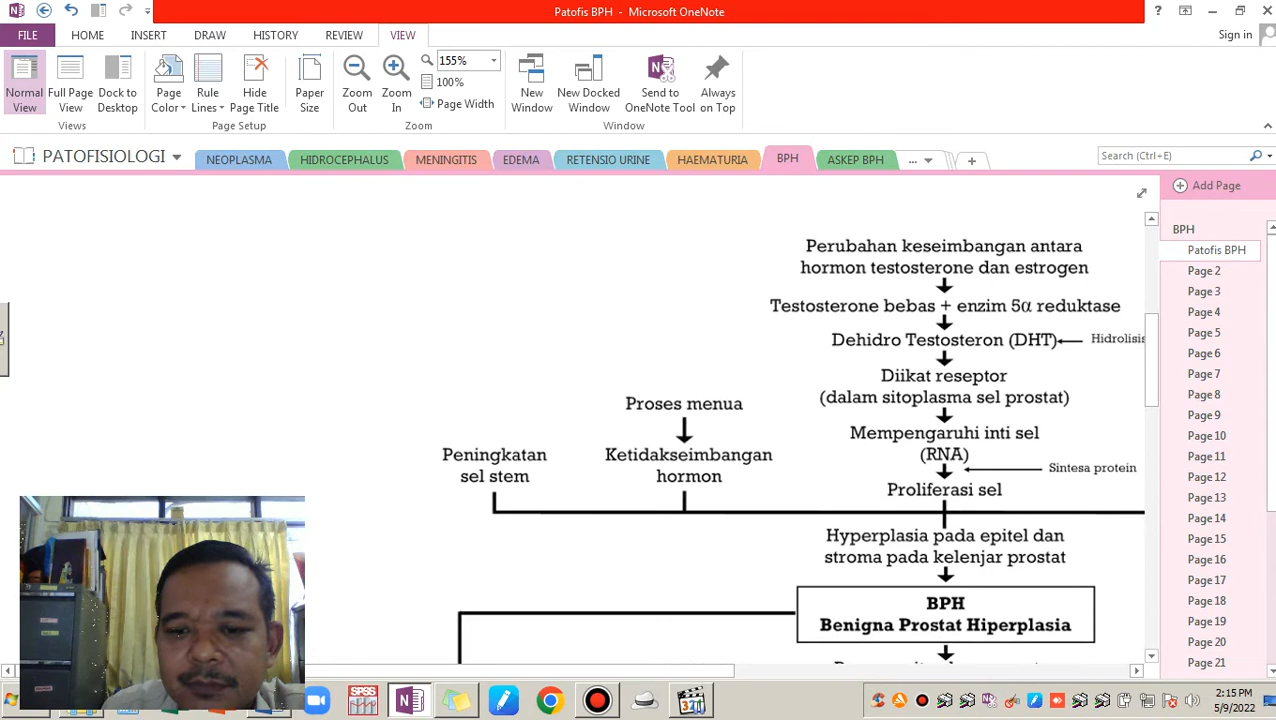 Patofis BPH - Microsoft OneNote
?
FILE HOME INSERT DRAW HISTORY REVIEW VIEW
Sign in
Normal View
Full Page View
Dock to Desktop
Page Color
Rule Lines
Hide Page Title
Paper Size
Zoom Out
Zoom In
155%
100%
Page Width
New Window
New Docked Window
Send to OneNote Tool
Always on Top
Views
Page Setup
Zoom
Window
PATOFISIOLOGI
NEOPLASMA HIDROCEPHALUS MENINGITIS EDEMA RETENSIO URINE HAEMATURIA BPH ASKEP BPH ...
Search (Ctrl+E)
Add Page
BPH
Patofis BPH
Page 2
Page 3
Page 4
Page 5
Page 6
Page 7
Page 8
Page 9
Page 10
Page 11
Page 12
Page 13
Page 14
Page 15
Page 16
Page 17
Page 18
Page 19
Page 20
Page 21
Perubahan keseimbangan antara
hormon testosterone dan estrogen
Testosterone bebas + enzim 5α reduktase
Dehidro Testosteron (DHT)
Hidrolisis
Diikat reseptor
(dalam sitoplasma sel prostat)
Proses menua
Mempengaruhi inti sel
(RNA)
Peningkatan
sel stem
Ketidakseimbangan
hormon
Sintesa protein
Proliferasi sel
Hyperplasia pada epitel dan
stroma pada kelenjar prostat
BPH
Benigna Prostat Hiperplasia
SPSS
321
2:15 PM
5/9/2022